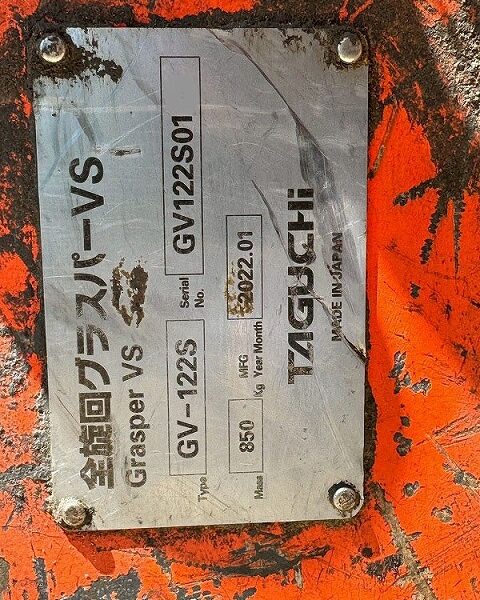 全旋回グラスパーVS
Grasper VS
Type GV-122S Serial No. GV122S01
Mass 850 Kg MFG Year Month 2022.01
TAGUCHi
MADE IN JAPAN